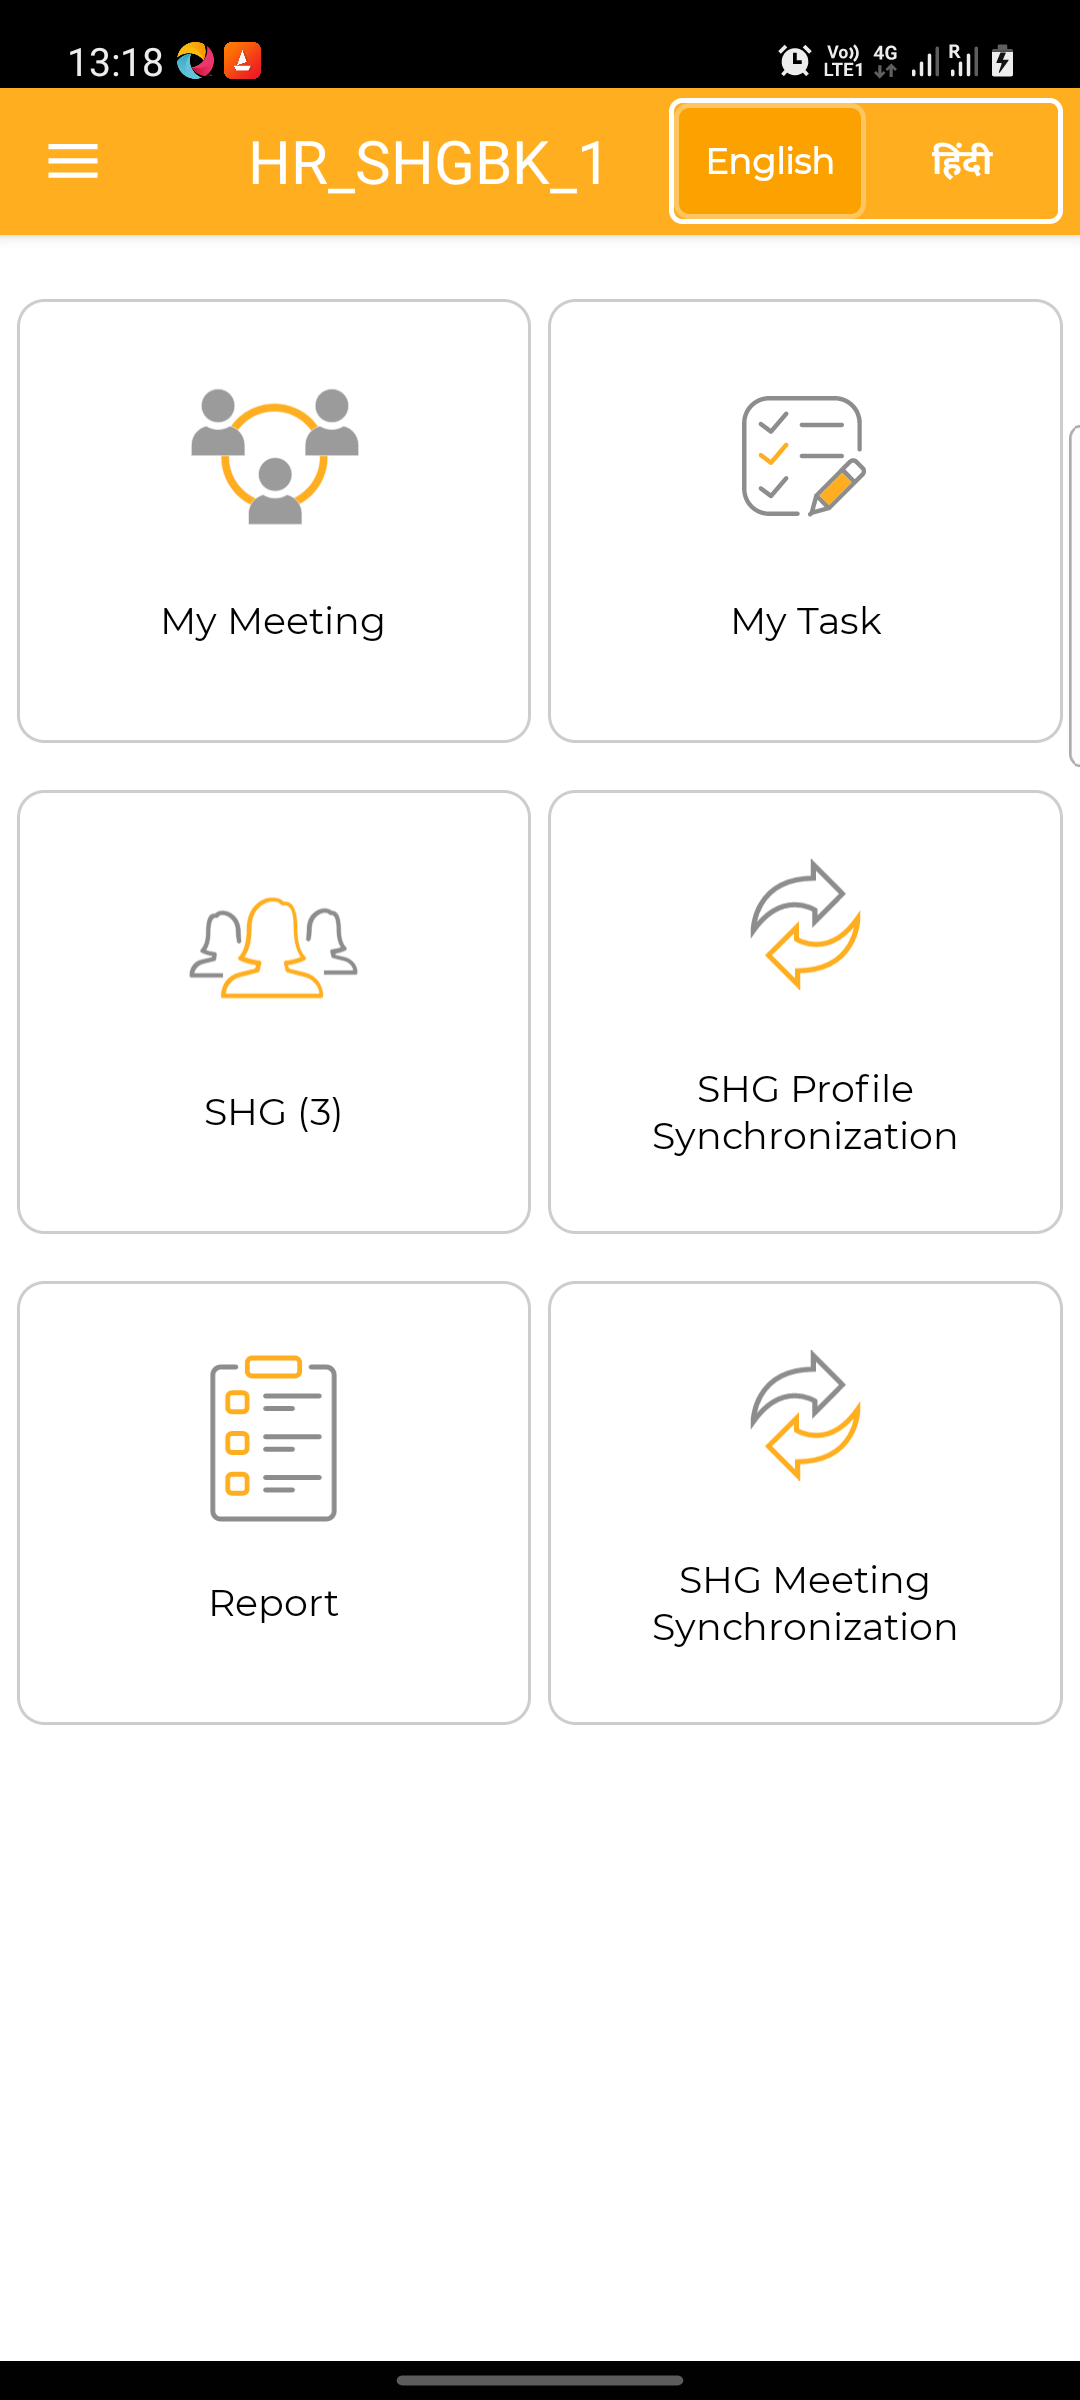 13:18
Vo)) LTE1 4G R
HR_SHGBK_1
English
हिंदी
My Meeting
My Task
SHG (3)
SHG Profile
Synchronization
Report
SHG Meeting
Synchronization